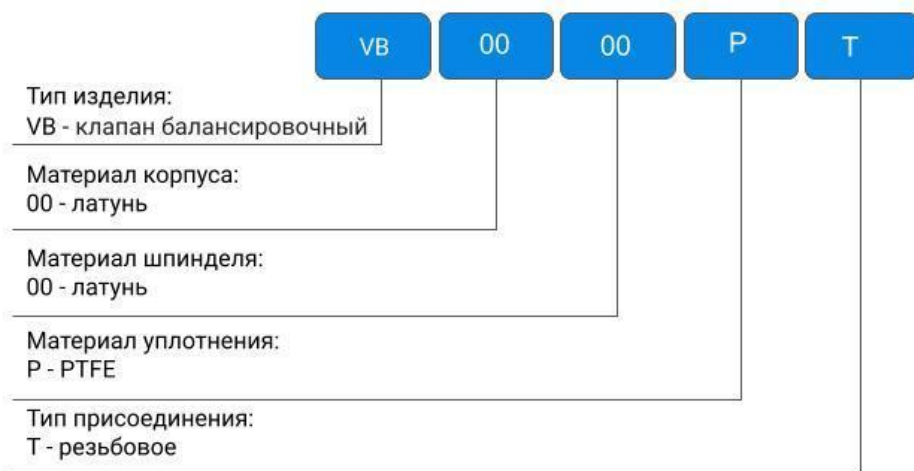 VB 00 00 P T
Тип изделия:
VB - клапан балансировочный
Материал корпуса:
00 - латунь
Материал шпинделя:
00 - латунь
Материал уплотнения:
P - PTFE
Тип присоединения:
T - резьбовое